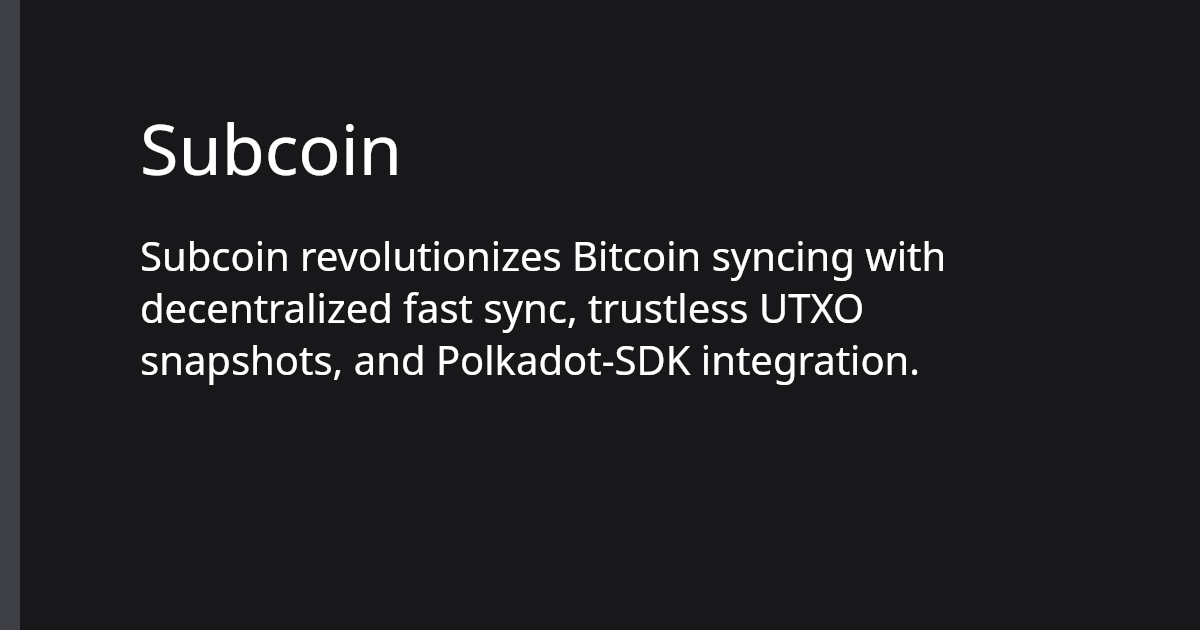 Subcoin
Subcoin revolutionizes Bitcoin syncing with
decentralized fast sync, trustless UTXO
snapshots, and Polkadot-SDK integration.